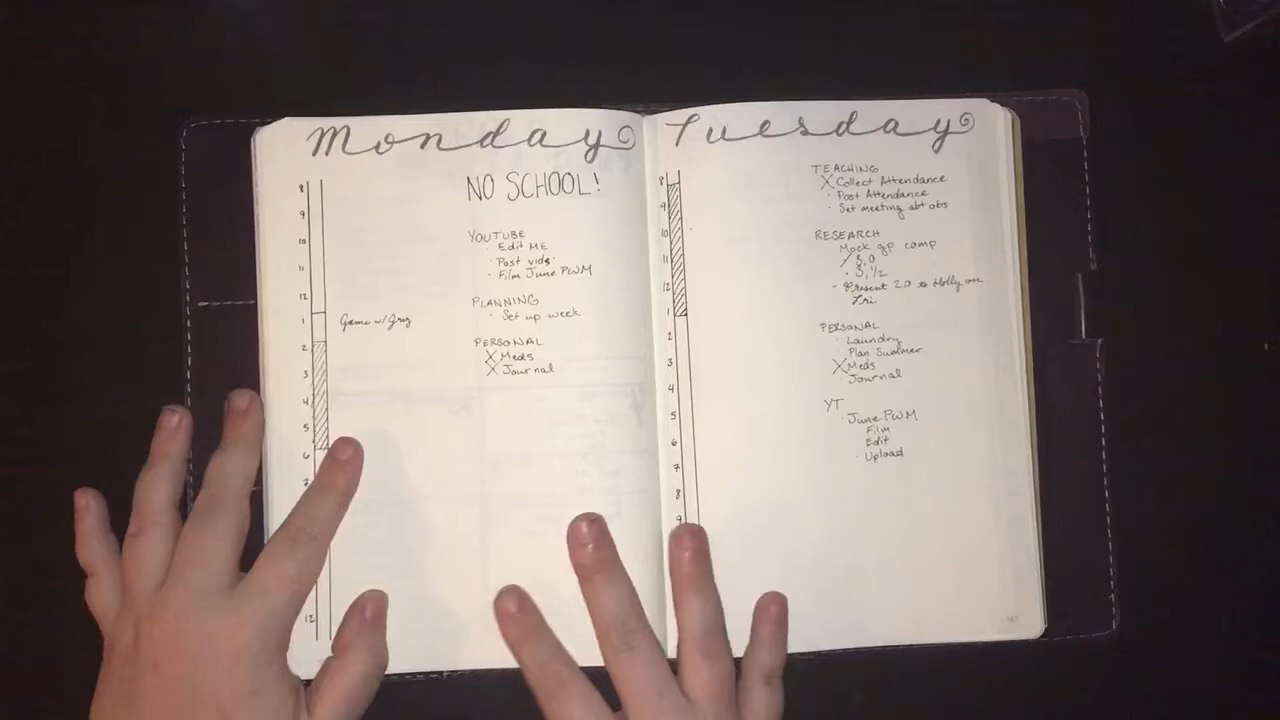 Monday
8
9
10
11
12
1
2
3
4
5
6
7
12
Game w/ Greg
NO SCHOOL!
YOUTUBE
· Edit ME
· Post vids
· Film June PWM
PLANNING
· Set up week
PERSONAL
X Meds
X Journal
Tuesday
8
9
10
11
12
1
2
3
4
5
6
7
8
9
TEACHING
X Collect Attendance
· Post Attendance
· Set meeting abt obs
RESEARCH
Mock gp comp
/ 3,0
· 3,1/2
- Present 2.0 to Holly on
Fri
PERSONAL
· Laundry
· Plan Summer
X Meds
· Journal
YT
· June PWM
Film
Edit
· Upload